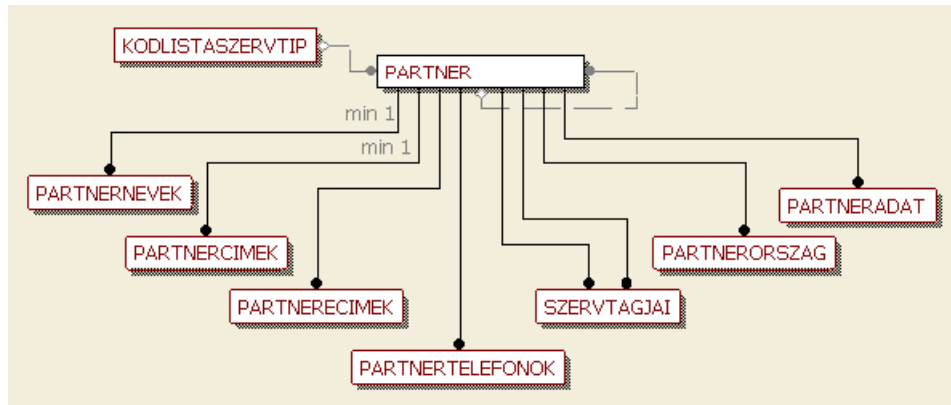 KODLISTASZERVTIP
PARTNER
min 1
min 1
PARTNERNEVEK
PARTNERADAT
PARTNERCIMEK
PARTNERORSZAG
PARTNERECIMEK
SZERVTAGJAI
PARTNERTELEFONOK